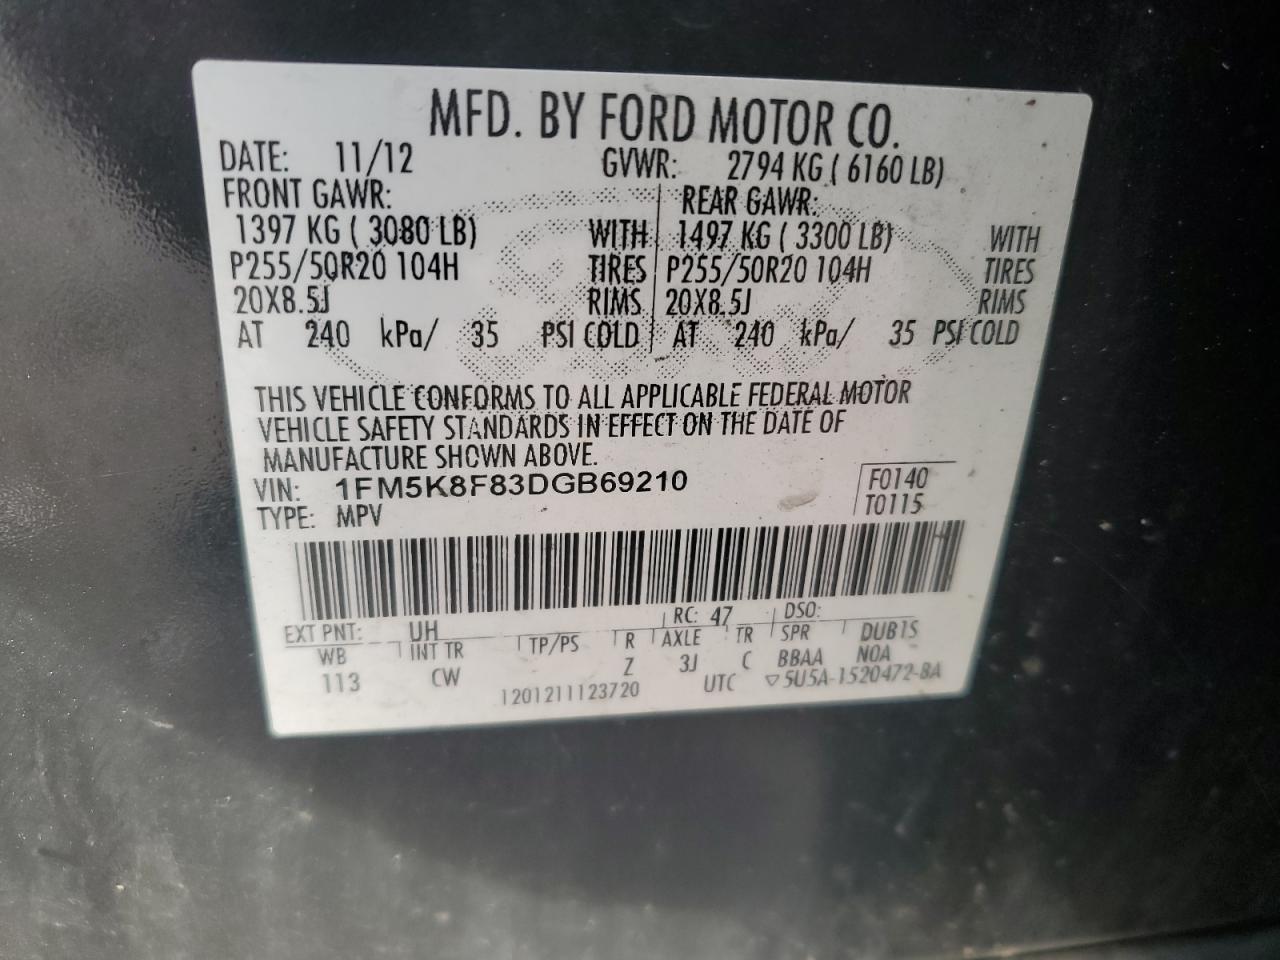 MFD. BY FORD MOTOR CO.
DATE: 11/12 GVWR: 2794 KG ( 6160 LB)
FRONT GAWR: REAR GAWR:
1397 KG ( 3080 LB) WITH 1497 KG ( 3300 LB) WITH
P255/50R20 104H TIRES P255/50R20 104H TIRES
20X8.5J RIMS 20X8.5J RIMS
AT 240 kPa/ 35 PSI COLD AT 240 kPa/ 35 PSI COLD
THIS VEHICLE CONFORMS TO ALL APPLICABLE FEDERAL MOTOR
VEHICLE SAFETY STANDARDS IN EFFECT ON THE DATE OF
MANUFACTURE SHOWN ABOVE.
VIN: 1FM5K8F83DGB69210 F0140
TYPE: MPV T0115
EXT PNT: UH RC: 47 DSO:
WB INT TR TP/PS R AXLE TR SPR DUB1S
113 CW Z 3J C BBAA N0A
1201211123720 UTC ▽5U5A-1520472-BA